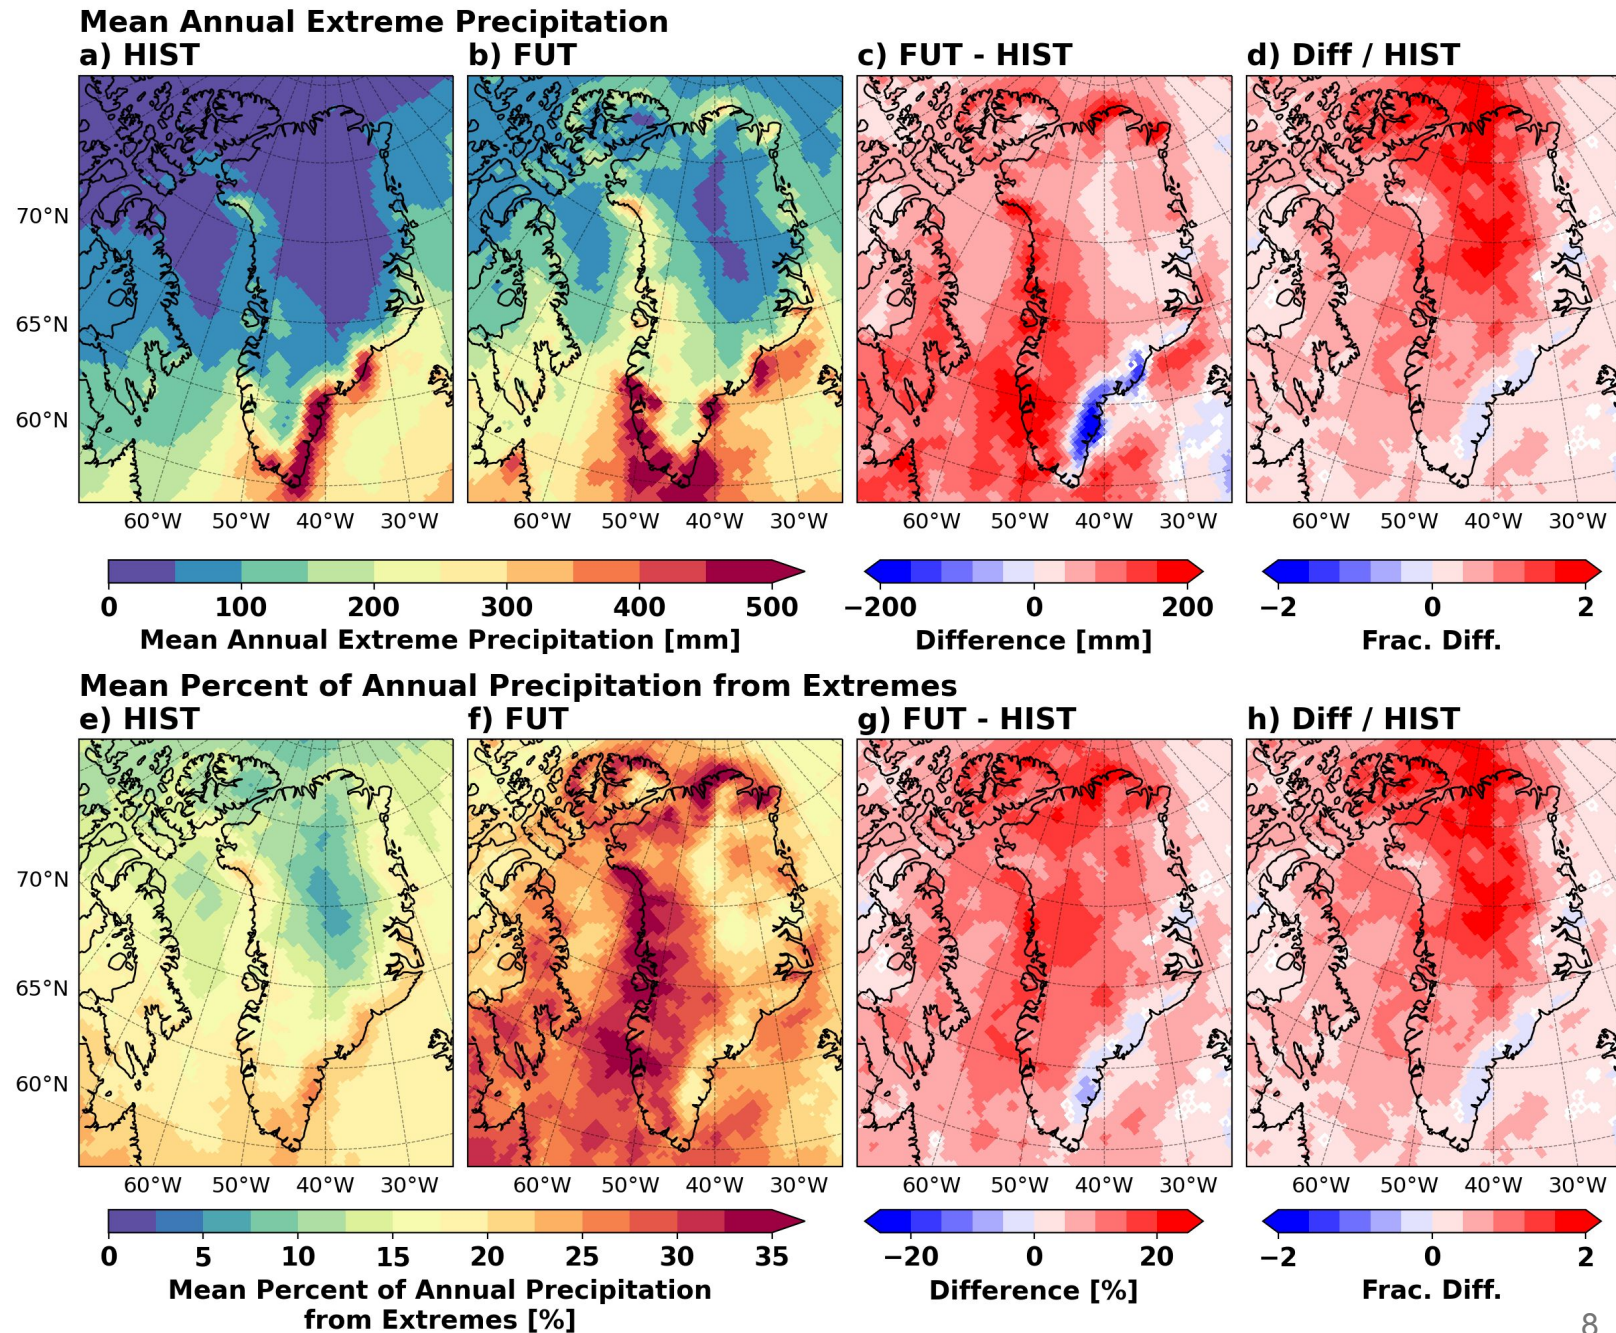 Mean Annual Extreme Precipitation
a) HIST b) FUT c) FUT - HIST d) Diff / HIST
70°N
65°N
60°N
60°W 50°W 40°W 30°W 60°W 50°W 40°W 30°W 60°W 50°W 40°W 30°W 60°W 50°W 40°W 30°W
0 100 200 300 400 500 −200 0 200 −2 0 2
Mean Annual Extreme Precipitation [mm] Difference [mm] Frac. Diff.
Mean Percent of Annual Precipitation from Extremes
e) HIST f) FUT g) FUT - HIST h) Diff / HIST
70°N
65°N
60°N
60°W 50°W 40°W 30°W 60°W 50°W 40°W 30°W 60°W 50°W 40°W 30°W 60°W 50°W 40°W 30°W
0 5 10 15 20 25 30 35 −20 0 20 −2 0 2
Mean Percent of Annual Precipitation Difference [%] Frac. Diff.
from Extremes [%]
8